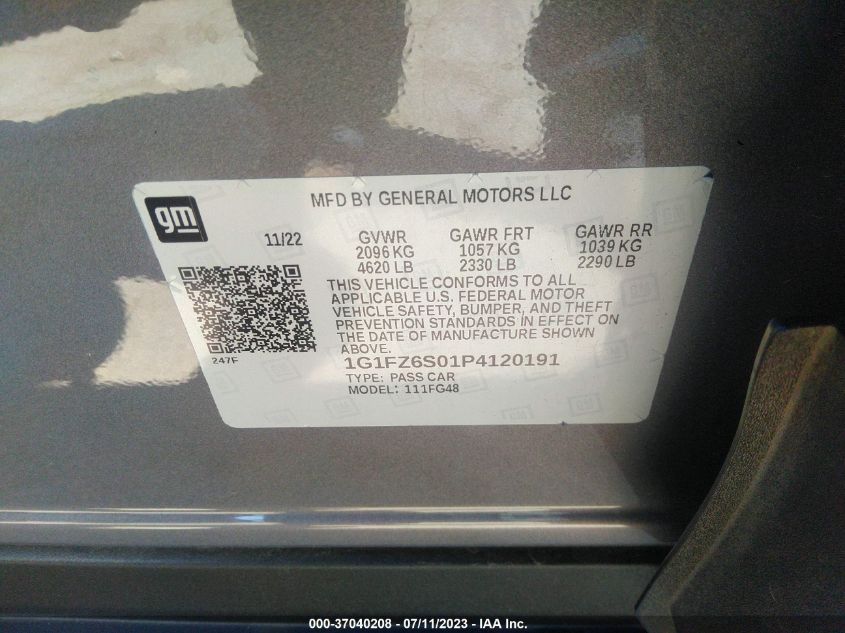 gm
MFD BY GENERAL MOTORS LLC
11/22 GVWR GAWR FRT GAWR RR
2096 KG 1057 KG 1039 KG
4620 LB 2330 LB 2290 LB
THIS VEHICLE CONFORMS TO ALL
APPLICABLE U.S. FEDERAL MOTOR
VEHICLE SAFETY, BUMPER, AND THEFT
PREVENTION STANDARDS IN EFFECT ON
THE DATE OF MANUFACTURE SHOWN
ABOVE.
247F
1G1FZ6S01P4120191
TYPE: PASS CAR
MODEL: 111FG48
000-37040208 - 07/11/2023 - IAA Inc.